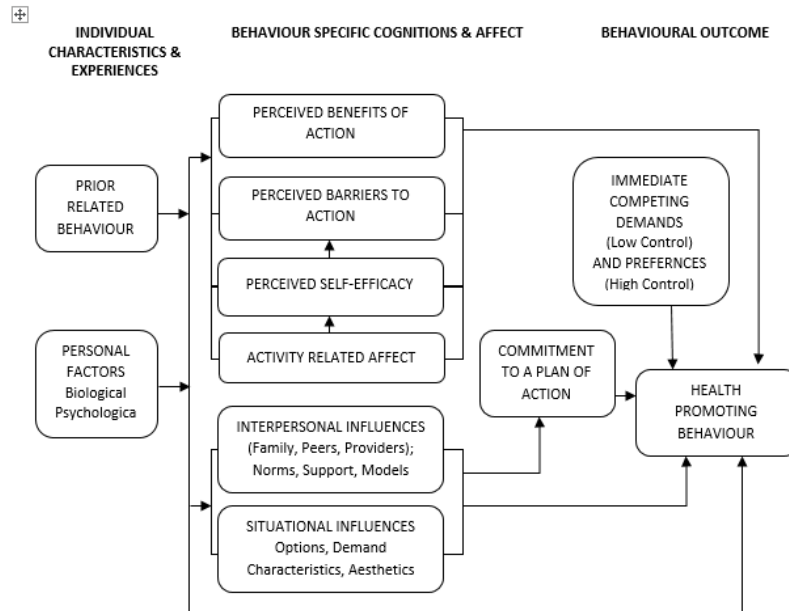 INDIVIDUAL
CHARACTERISTICS &
EXPERIENCES
BEHAVIOUR SPECIFIC COGNITIONS & AFFECT
BEHAVIOURAL OUTCOME
PRIOR
RELATED
BEHAVIOUR
PERSONAL
FACTORS
Biological
Psychologica
PERCEIVED BENEFITS OF
ACTION
PERCEIVED BARRIERS TO
ACTION
PERCEIVED SELF-EFFICACY
ACTIVITY RELATED AFFECT
INTERPERSONAL INFLUENCES
(Family, Peers, Providers);
Norms, Support, Models
SITUATIONAL INFLUENCES
Options, Demand
Characteristics, Aesthetics
COMMITMENT
TO A PLAN OF
ACTION
IMMEDIATE
COMPETING
DEMANDS
(Low Control)
AND PREFERNCES
(High Control)
HEALTH
PROMOTING
BEHAVIOUR